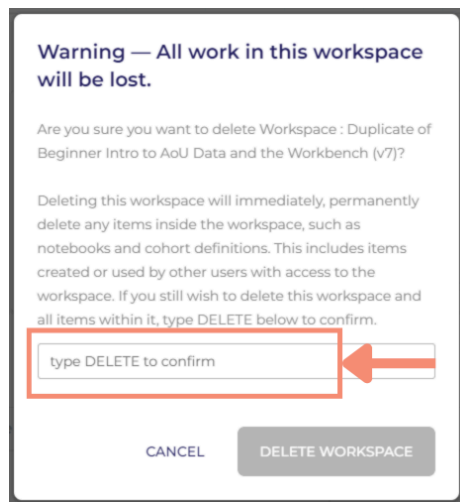 Warning — All work in this workspace
will be lost.
Are you sure you want to delete Workspace : Duplicate of
Beginner Intro to AoU Data and the Workbench (v7)?
Deleting this workspace will immediately, permanently
delete any items inside the workspace, such as
notebooks and cohort definitions. This includes items
created or used by other users with access to the
workspace. If you still wish to delete this workspace and
all items within it, type DELETE below to confirm.
type DELETE to confirm
CANCEL DELETE WORKSPACE